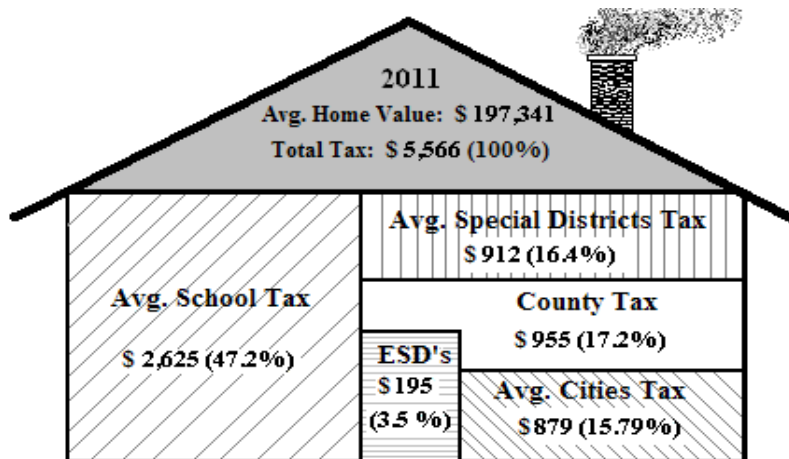 2011
Avg. Home Value: $ 197,341
Total Tax: $ 5,566 (100%)
Avg. Special Districts Tax
$ 912 (16.4%)
Avg. School Tax
$ 2,625 (47.2%)
County Tax
$ 955 (17.2%)
ESD's
$195
(3.5 %)
Avg. Cities Tax
$879 (15.79%)